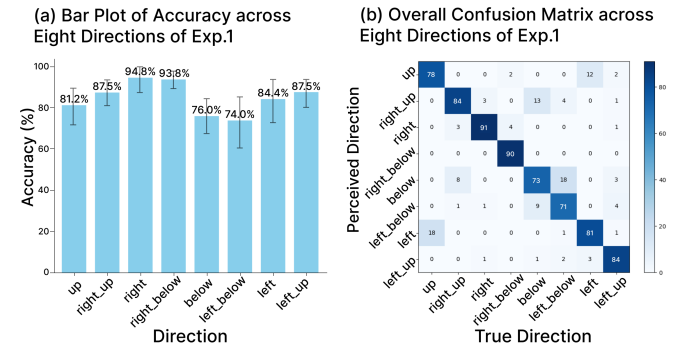 (a) Bar Plot of Accuracy across
Eight Directions of Exp.1
100
80
60
40
20
0
Accuracy (%)
81.2%
87.5%
94.8%
93.8%
76.0%
74.0%
84.4%
87.5%
up
right_up
right
right_below
below
left_below
left
left_up
Direction
(b) Overall Confusion Matrix across
Eight Directions of Exp.1
Perceived Direction
up 78 0 0 2 0 0 12 2
right_up 0 84 3 0 13 4 0 1
right 0 3 91 4 0 0 0 1
right_below 0 0 0 90 0 0 0 0
below 0 8 0 0 73 18 0 3
left_below 0 1 1 0 9 71 0 4
left 18 0 0 0 0 1 81 1
left_up 0 0 1 0 1 2 3 84
up
right_up
right
right_below
below
left_below
left
left_up
True Direction
80
60
40
20
0